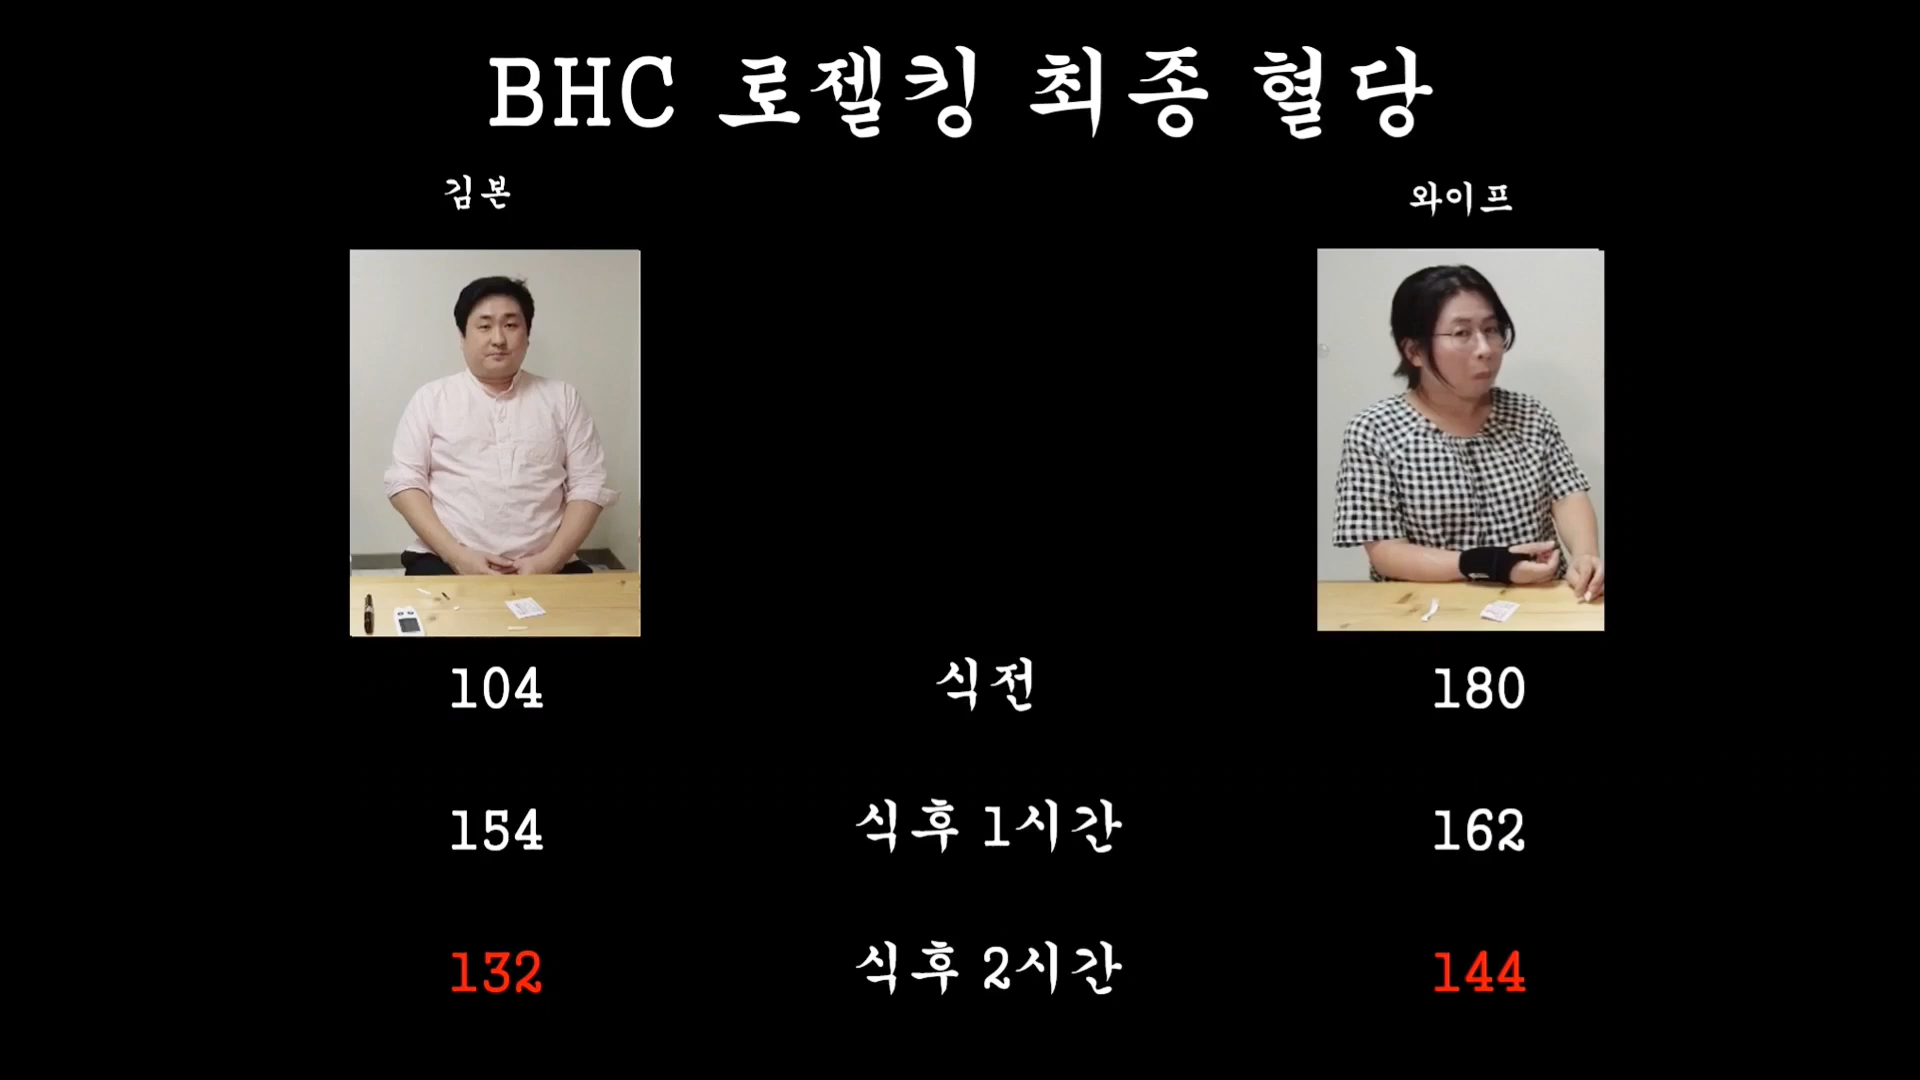 BHC 로젤킹 최종 혈당
김본 와이프
104 식전 180
154 식후 1시간 162
132 식후 2시간 144